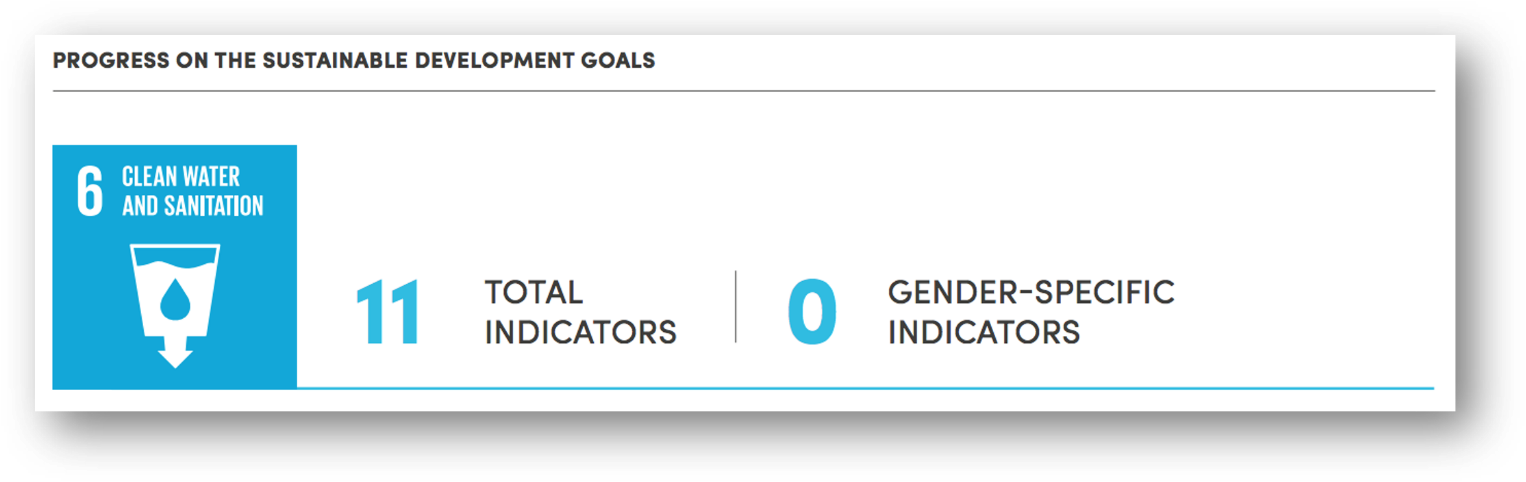 PROGRESS ON THE SUSTAINABLE DEVELOPMENT GOALS
6 CLEAN WATER
AND SANITATION
11 TOTAL
INDICATORS
0 GENDER-SPECIFIC
INDICATORS